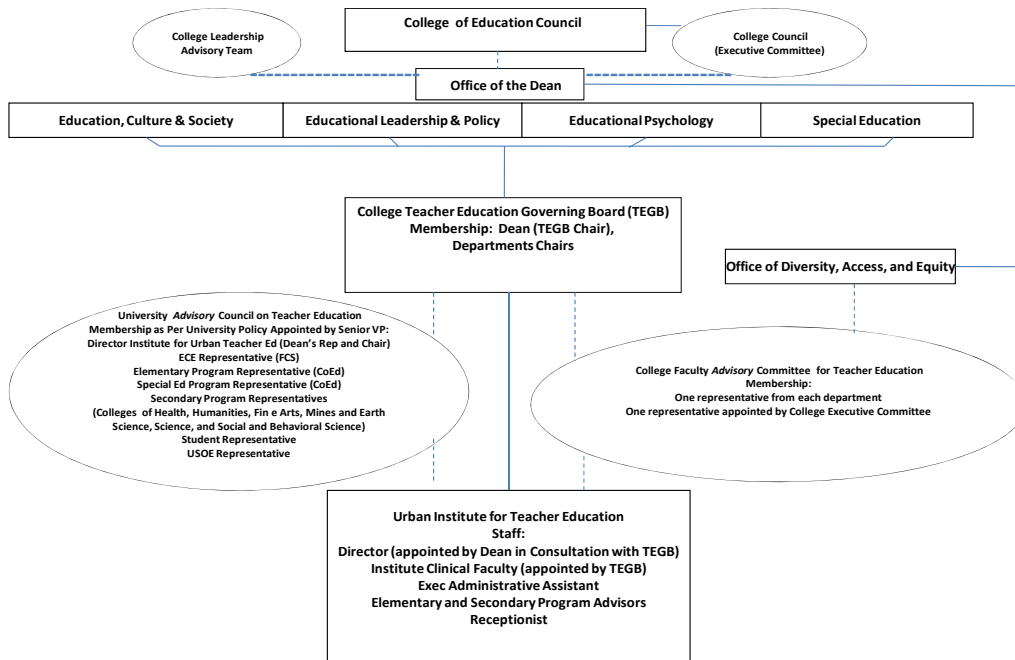 College of Education Council
College Leadership
Advisory Team
College Council
(Executive Committee)
Office of the Dean
Education, Culture & Society
Educational Leadership & Policy
Educational Psychology
Special Education
College Teacher Education Governing Board (TEGB)
Membership: Dean (TEGB Chair),
Departments Chairs
Office of Diversity, Access, and Equity
University Advisory Council on Teacher Education
Membership as Per University Policy Appointed by Senior VP:
Director Institute for Urban Teacher Ed (Dean's Rep and Chair)
ECE Representative (FCS)
Elementary Program Representative (CoEd)
Special Ed Program Representative (CoEd)
Secondary Program Representatives
(Colleges of Health, Humanities, Fin e Arts, Mines and Earth
Science, Science, and Social and Behavioral Science)
Student Representative
USOE Representative
College Faculty Advisory Committee for Teacher Education
Membership:
One representative from each department
One representative appointed by College Executive Committee
Urban Institute for Teacher Education
Staff:
Director (appointed by Dean in Consultation with TEGB)
Institute Clinical Faculty (appointed by TEGB)
Exec Administrative Assistant
Elementary and Secondary Program Advisors
Receptionist